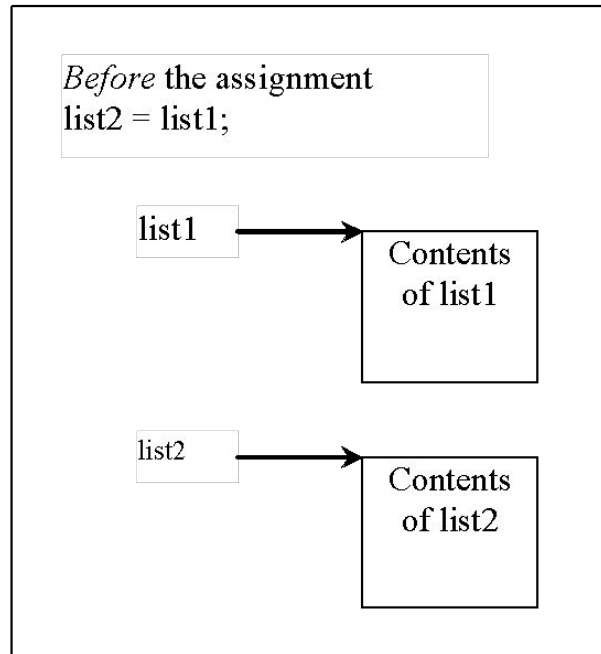 Before the assignment
list2 = list1;
list1
Contents
of list1
list2
Contents
of list2